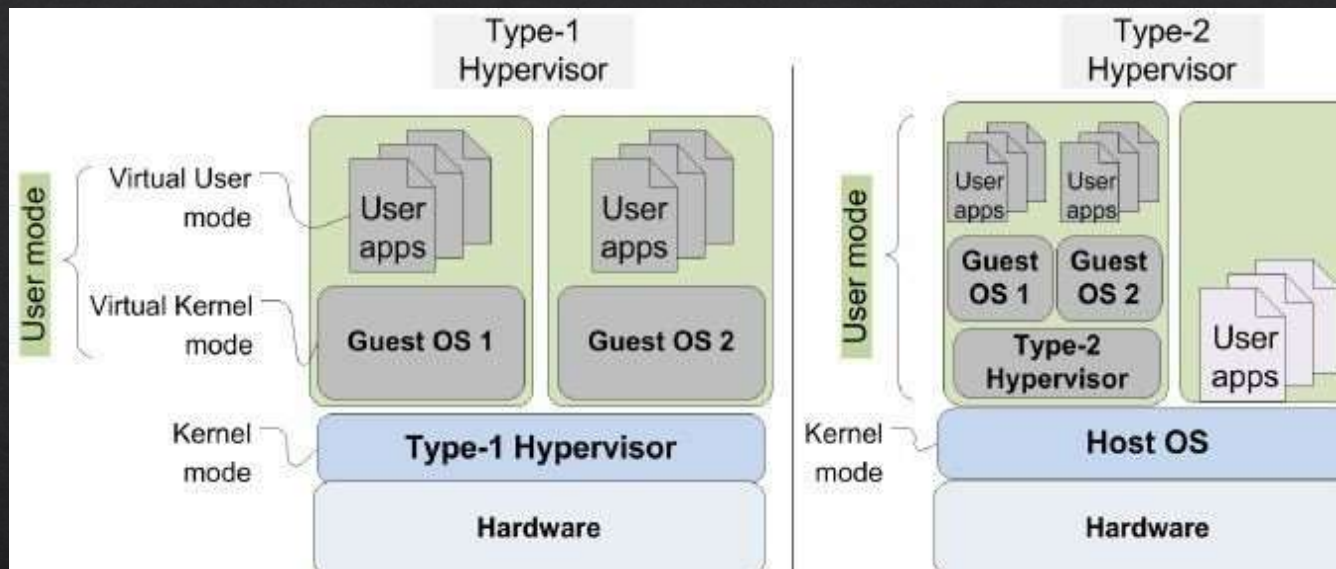 Type-1
Hypervisor
User mode
Virtual User
mode
Virtual Kernel
mode
Kernel
mode
User
apps
User
apps
Guest OS 1
Guest OS 2
Type-1 Hypervisor
Hardware
Type-2
Hypervisor
User mode
Kernel
mode
User
apps
User
apps
Guest
OS 1
Guest
OS 2
Type-2
Hypervisor
User
apps
Host OS
Hardware